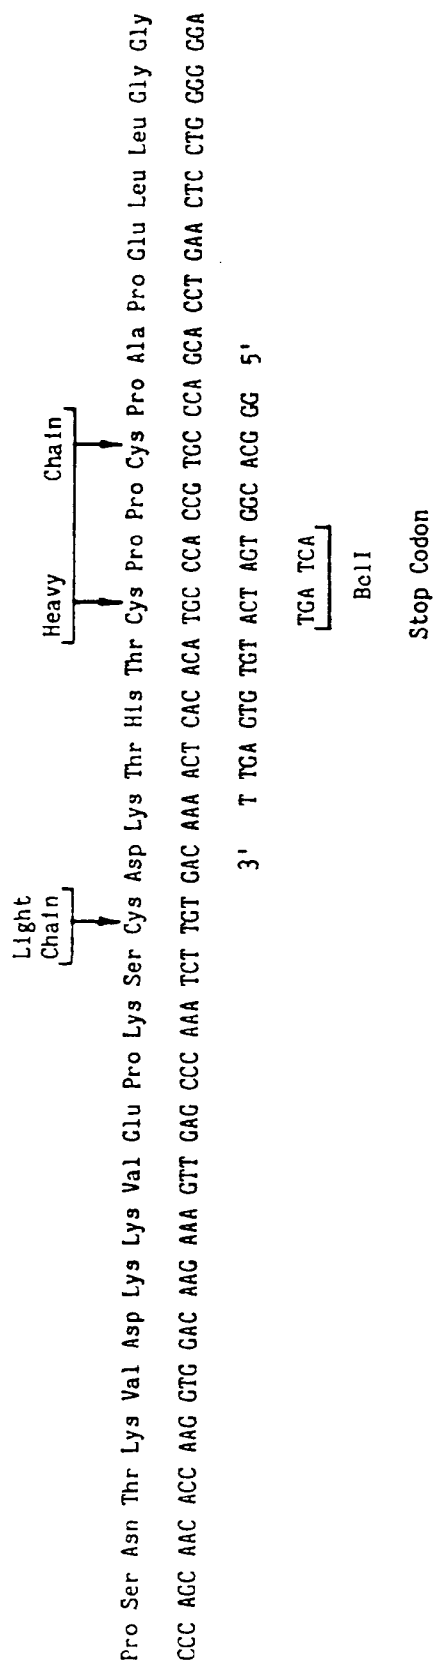 Light
Chain
Heavy Chain
Pro Ser Asn Thr Lys Val Asp Lys Lys Val Glu Pro Lys Ser Cys Asp Lys Thr His Thr Cys Pro Pro Cys Pro Ala Pro Glu Leu Leu Gly Gly
CCC AGC AAC ACC AAG GTG GAC AAG AAA GTT GAG CCC AAA TCT TGT GAC AAA ACT CAC ACA TGC CCA CCG TGC CCA GCA CCT GAA CTC CTG GGG GGA
3' T TGA GTG TGT ACT AGT GGC ACG GG 5'
TGA TCA
BclI
Stop Codon